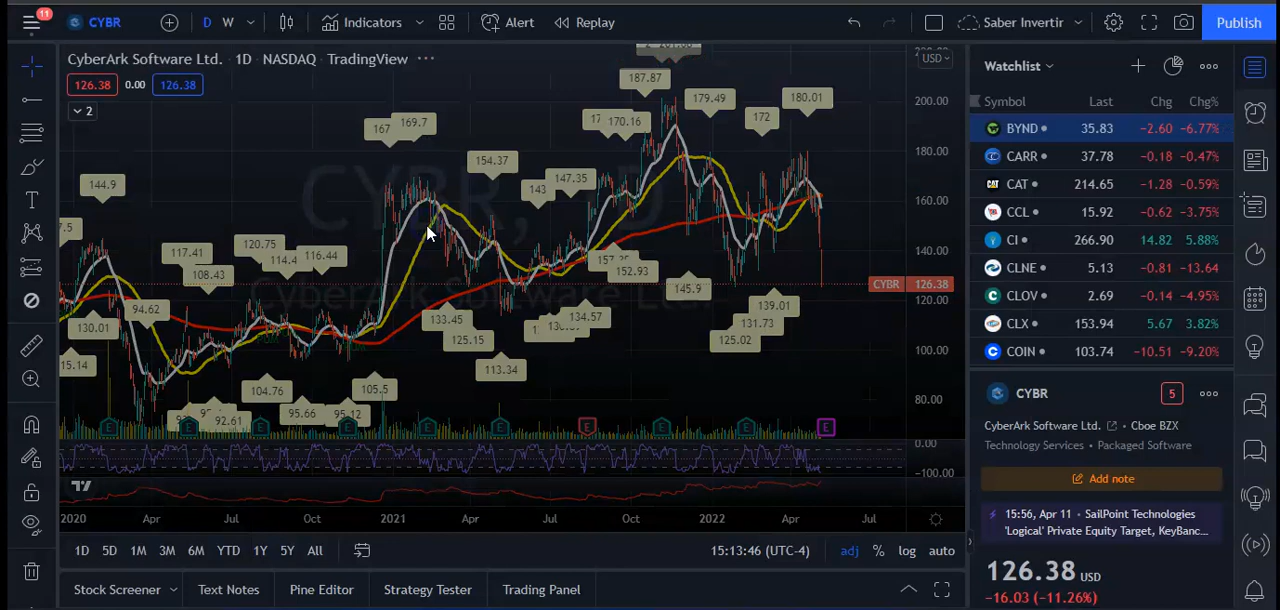 11
CYBR
D W
Indicators
Alert
Replay
Saber Invertir
Publish
CyberArk Software Ltd. · 1D · NASDAQ · TradingView ···
126.38 0.00 126.38
2
USD
CYBR, 1D
CyberArk Software Ltd.
187.87
167 169.7
170.16
179.49
172
180.01
154.37
143
147.35
144.9
117.41
108.43
120.75
114.4
116.44
94.62
130.01
15.14
133.45
125.15
113.34
134.57
152.93
145.9
125.02
131.73
139.01
104.76
95.66
105.5
95.12
92.61
200.00
180.00
160.00
140.00
CYBR 126.38
120.00
100.00
80.00
0.00
−100.00
E E E E E E E E E E
2020 Apr Jul Oct 2021 Apr Jul Oct 2022 Apr Jul
1D 5D 1M 3M 6M YTD 1Y 5Y All
15:13:46 (UTC-4) adj % log auto
Stock Screener Text Notes Pine Editor Strategy Tester Trading Panel
Watchlist
Symbol Last Chg Chg%
BYND 35.83 −2.60 −6.77%
CARR 37.78 −0.18 −0.47%
CAT 214.65 −1.28 −0.59%
CCL 15.92 −0.62 −3.75%
CI 266.90 14.82 5.88%
CLNE 5.13 −0.81 −13.64
CLOV 2.69 −0.14 −4.95%
CLX 153.94 5.67 3.82%
COIN 103.74 −10.51 −9.20%
CYBR 5
CyberArk Software Ltd. · Cboe BZX
Technology Services · Packaged Software
Add note
15:56, Apr 11 · SailPoint Technologies
'Logical' Private Equity Target, KeyBanc...
126.38 USD
−16.03 (−11.26%)